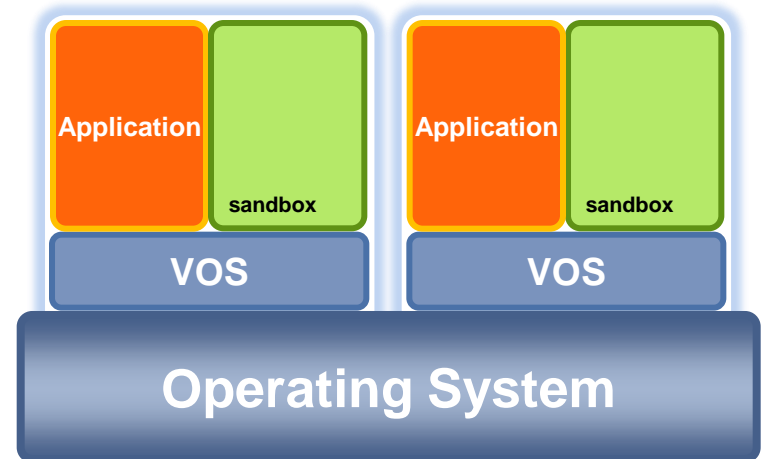 Application
sandbox
Application
sandbox
VOS
VOS
Operating System